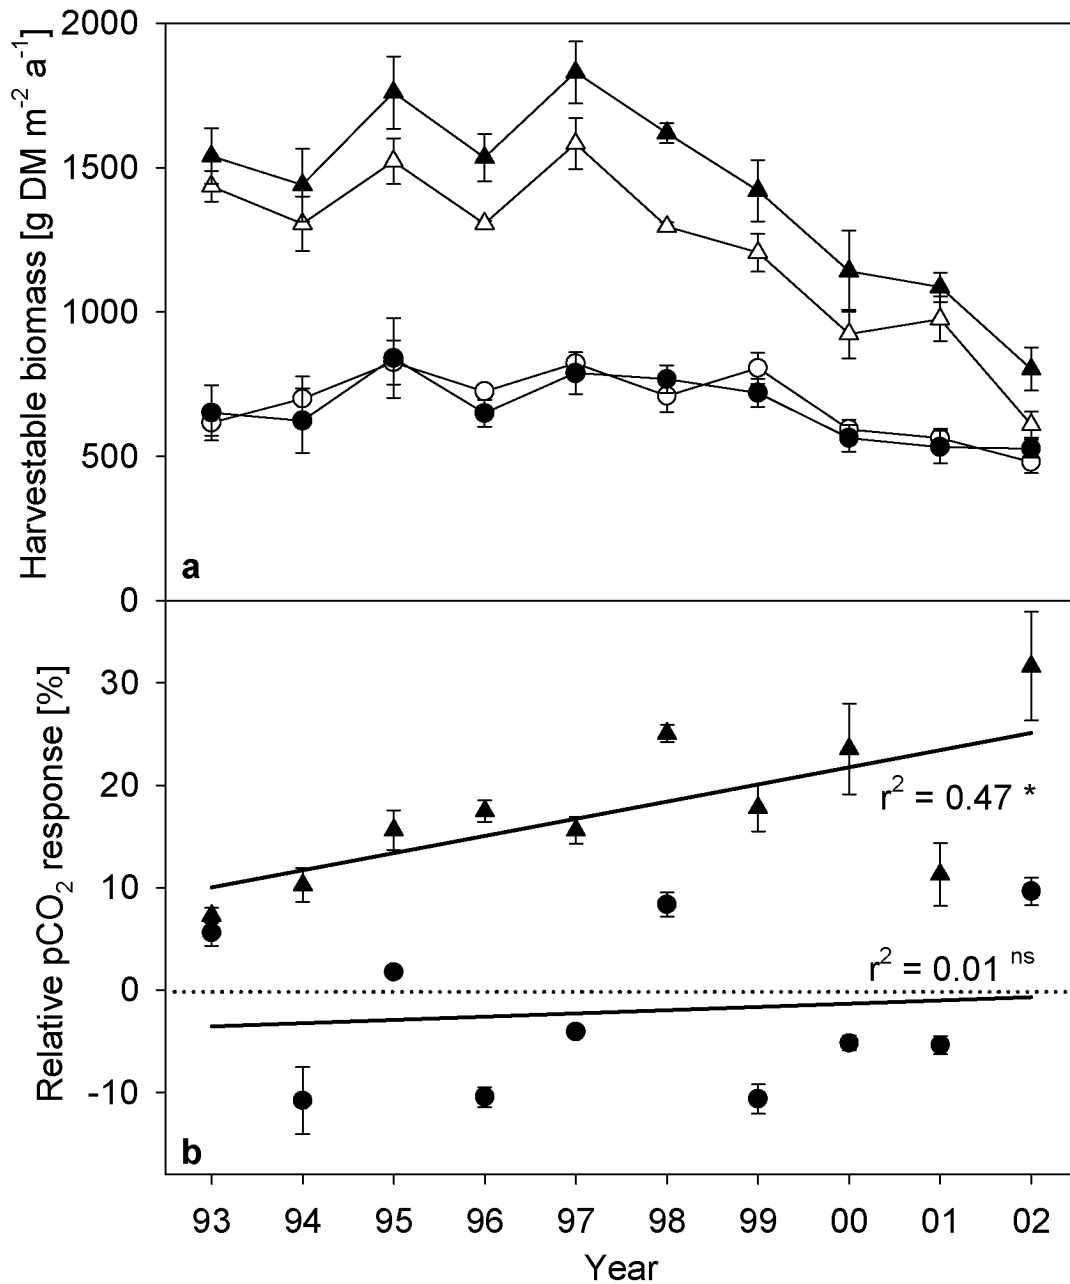 Harvestable biomass [g DM m⁻² a⁻¹]
2000
1500
1000
500
0
a
Relative pCO₂ response [%]
30
20
10
0
-10
r² = 0.47 *
r² = 0.01 ns
b
93 94 95 96 97 98 99 00 01 02
Year